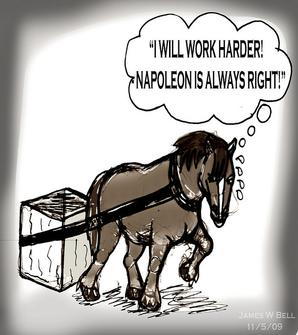 "I WILL WORK HARDER!
NAPOLEON IS ALWAYS RIGHT!"
James W Bell
11/5/09